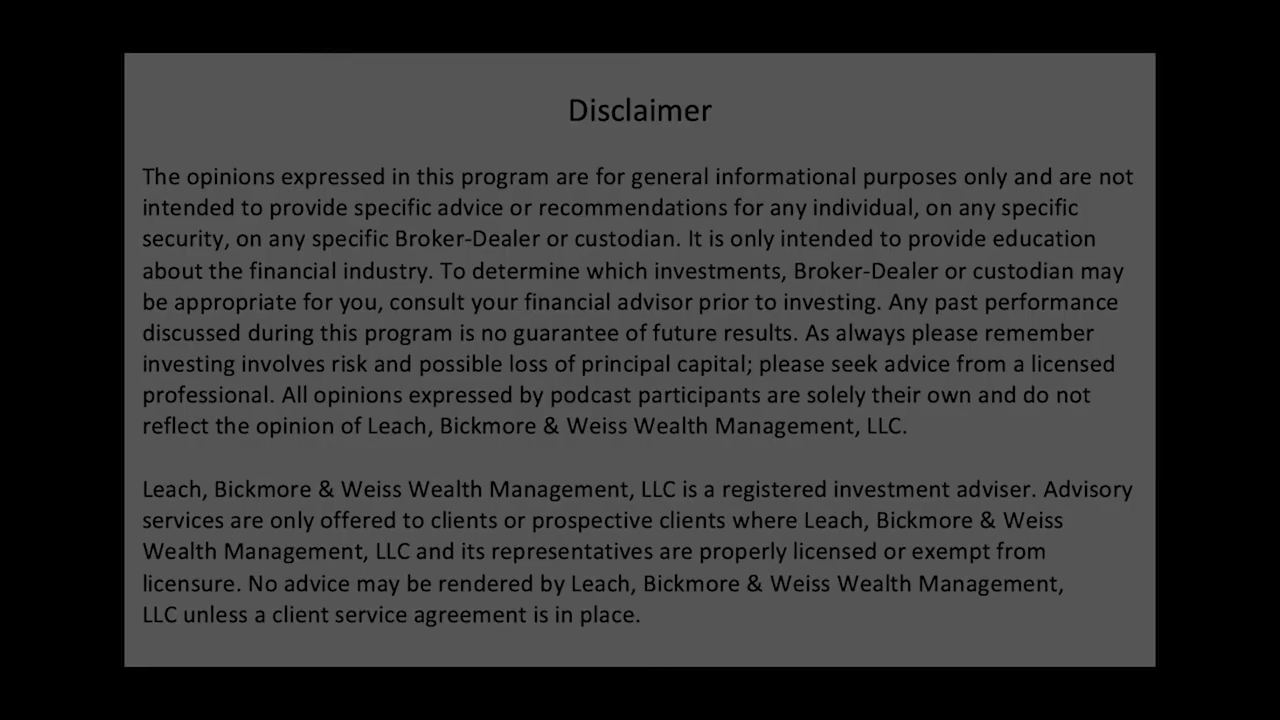 Disclaimer
The opinions expressed in this program are for general informational purposes only and are not
intended to provide specific advice or recommendations for any individual, on any specific
security, on any specific Broker-Dealer or custodian. It is only intended to provide education
about the financial industry. To determine which investments, Broker-Dealer or custodian may
be appropriate for you, consult your financial advisor prior to investing. Any past performance
discussed during this program is no guarantee of future results. As always please remember
investing involves risk and possible loss of principal capital; please seek advice from a licensed
professional. All opinions expressed by podcast participants are solely their own and do not
reflect the opinion of Leach, Bickmore & Weiss Wealth Management, LLC.
Leach, Bickmore & Weiss Wealth Management, LLC is a registered investment adviser. Advisory
services are only offered to clients or prospective clients where Leach, Bickmore & Weiss
Wealth Management, LLC and its representatives are properly licensed or exempt from
licensure. No advice may be rendered by Leach, Bickmore & Weiss Wealth Management,
LLC unless a client service agreement is in place.